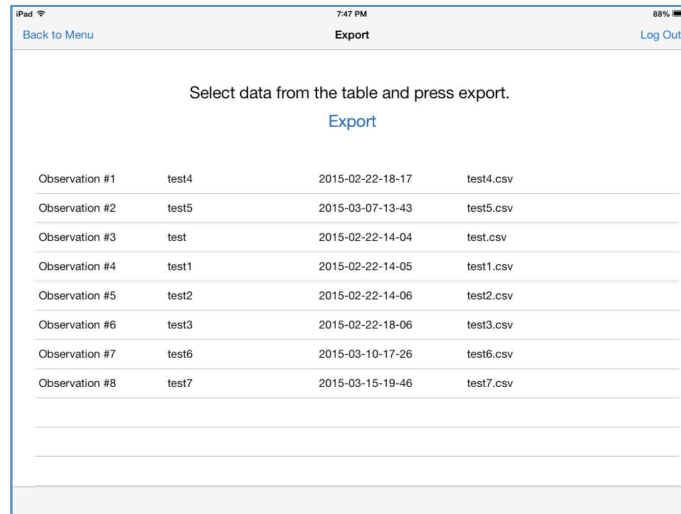 iPad 7:47 PM 88%
Back to Menu Export Log Out
Select data from the table and press export.
Export
Observation #1 test4 2015-02-22-18-17 test4.csv
Observation #2 test5 2015-03-07-13-43 test5.csv
Observation #3 test 2015-02-22-14-04 test.csv
Observation #4 test1 2015-02-22-14-05 test1.csv
Observation #5 test2 2015-02-22-14-06 test2.csv
Observation #6 test3 2015-02-22-18-06 test3.csv
Observation #7 test6 2015-03-10-17-26 test6.csv
Observation #8 test7 2015-03-15-19-46 test7.csv